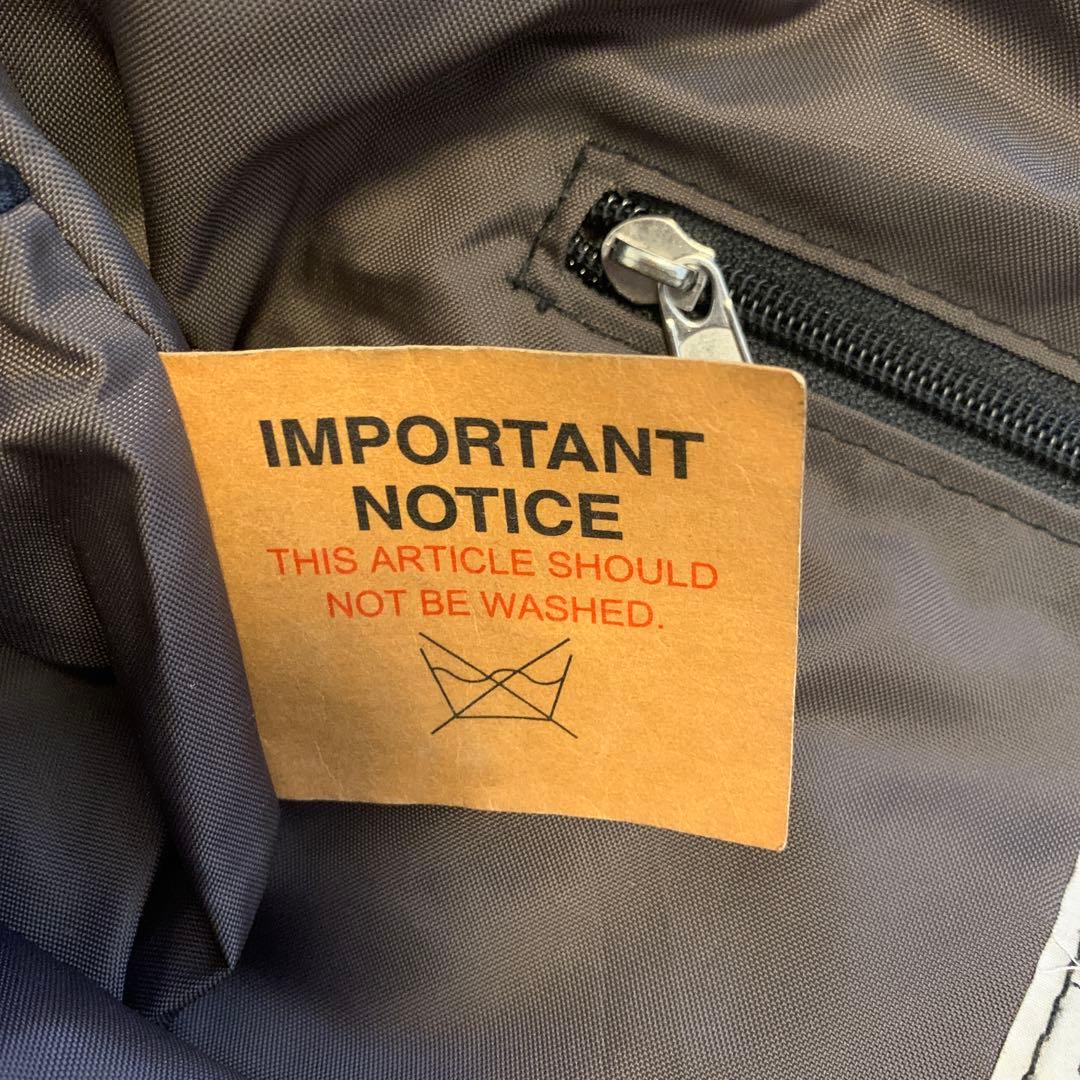 IMPORTANT
NOTICE
THIS ARTICLE SHOULD
NOT BE WASHED.